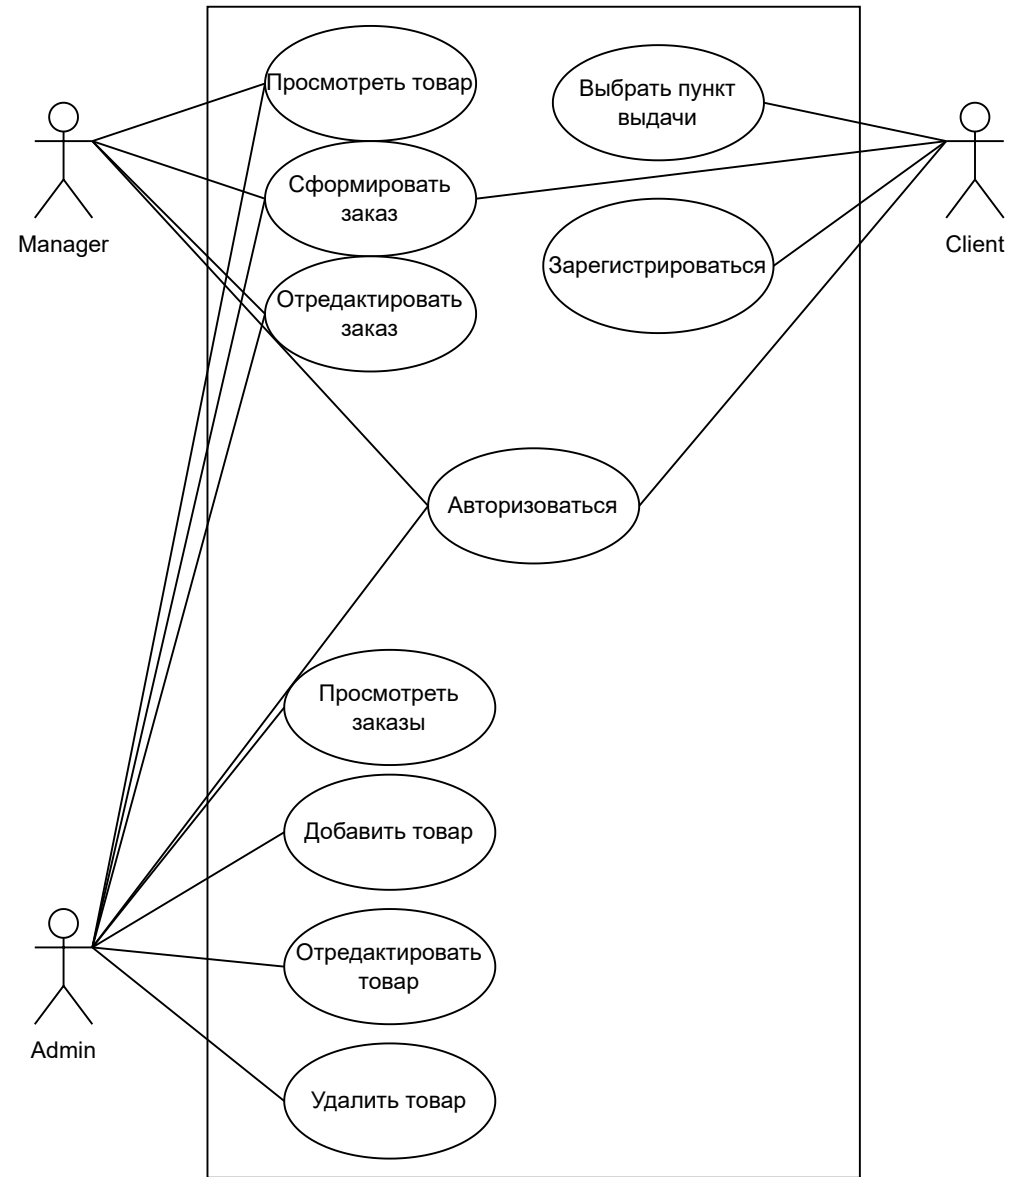 Просмотреть товар
Выбрать пункт
выдачи
Сформировать
заказ
Manager
Client
Зарегистрироваться
Отредактировать
заказ
Авторизоваться
Просмотреть
заказы
Добавить товар
Отредактировать
товар
Admin
Удалить товар